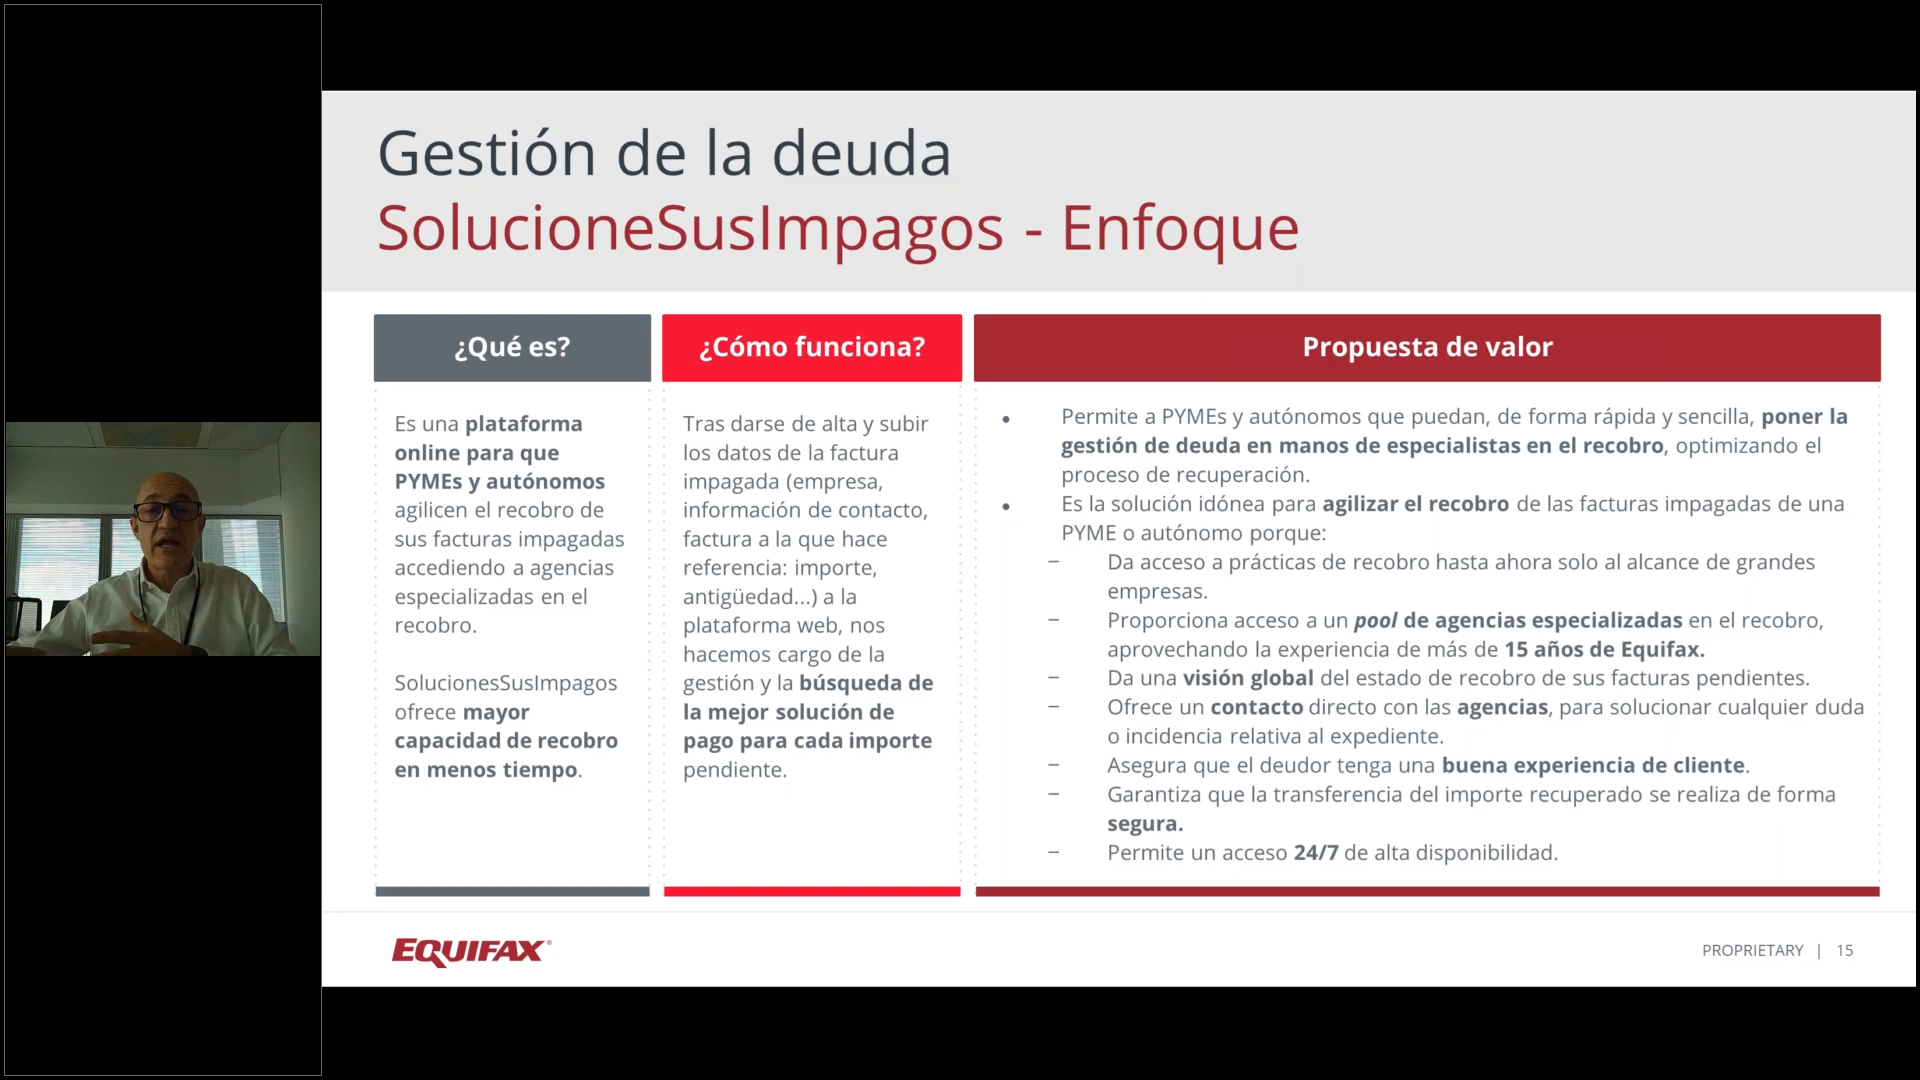 Gestión de la deuda
SolucioneSusImpagos - Enfoque
¿Qué es?
Es una plataforma
online para que
PYMEs y autónomos
agilicen el recobro de
sus facturas impagadas
accediendo a agencias
especializadas en el
recobro.
SolucionesSusImpagos
ofrece mayor
capacidad de recobro
en menos tiempo.
¿Cómo funciona?
Tras darse de alta y subir
los datos de la factura
impagada (empresa,
información de contacto,
factura a la que hace
referencia: importe,
antigüedad...) a la
plataforma web, nos
hacemos cargo de la
gestión y la búsqueda de
la mejor solución de
pago para cada importe
pendiente.
Propuesta de valor
• Permite a PYMEs y autónomos que puedan, de forma rápida y sencilla, poner la
gestión de deuda en manos de especialistas en el recobro, optimizando el
proceso de recuperación.
• Es la solución idónea para agilizar el recobro de las facturas impagadas de una
PYME o autónomo porque:
– Da acceso a prácticas de recobro hasta ahora solo al alcance de grandes
empresas.
– Proporciona acceso a un pool de agencias especializadas en el recobro,
aprovechando la experiencia de más de 15 años de Equifax.
– Da una visión global del estado de recobro de sus facturas pendientes.
– Ofrece un contacto directo con las agencias, para solucionar cualquier duda
o incidencia relativa al expediente.
– Asegura que el deudor tenga una buena experiencia de cliente.
– Garantiza que la transferencia del importe recuperado se realiza de forma
segura.
– Permite un acceso 24/7 de alta disponibilidad.
EQUIFAX®
PROPRIETARY | 15